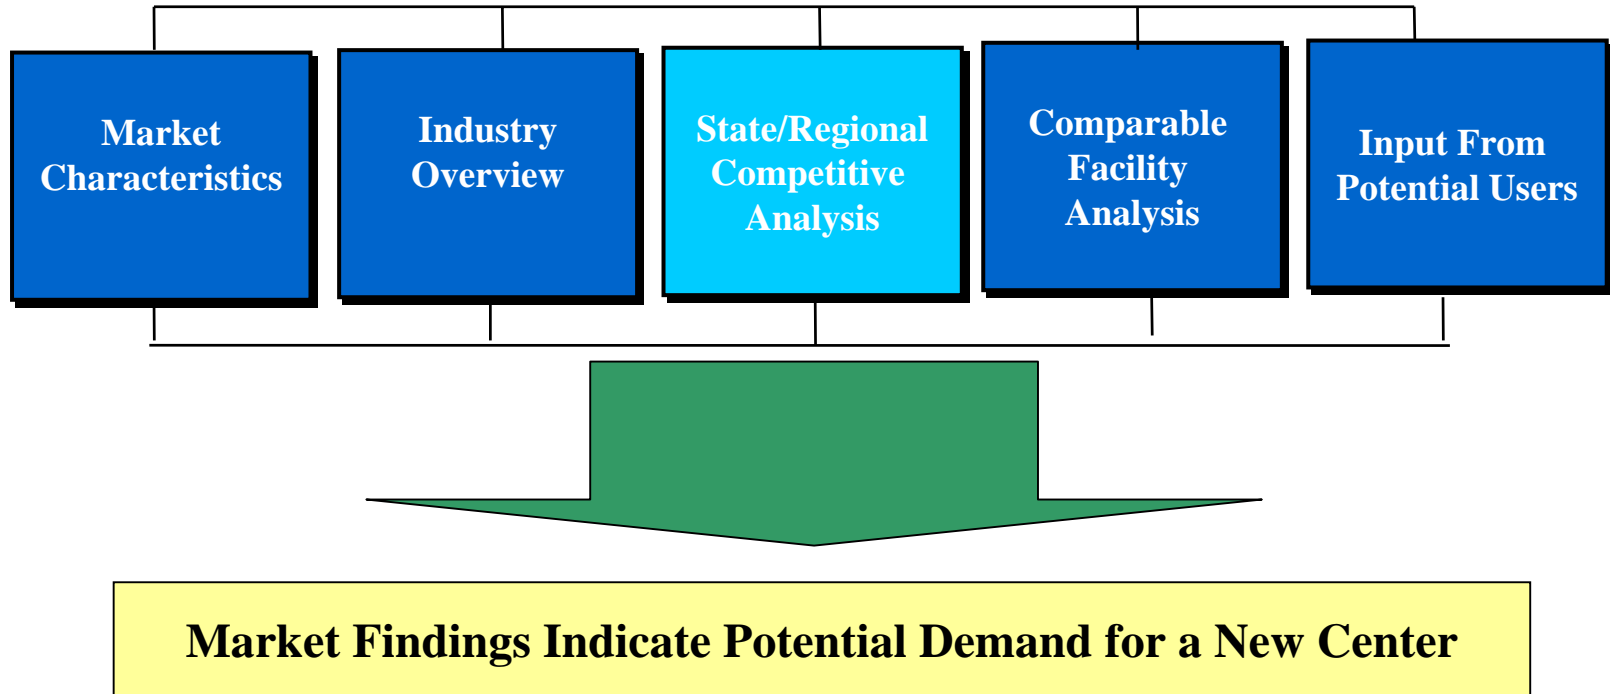 Market
Characteristics
Industry
Overview
State/Regional
Competitive
Analysis
Comparable
Facility
Analysis
Input From
Potential Users
Market Findings Indicate Potential Demand for a New Center